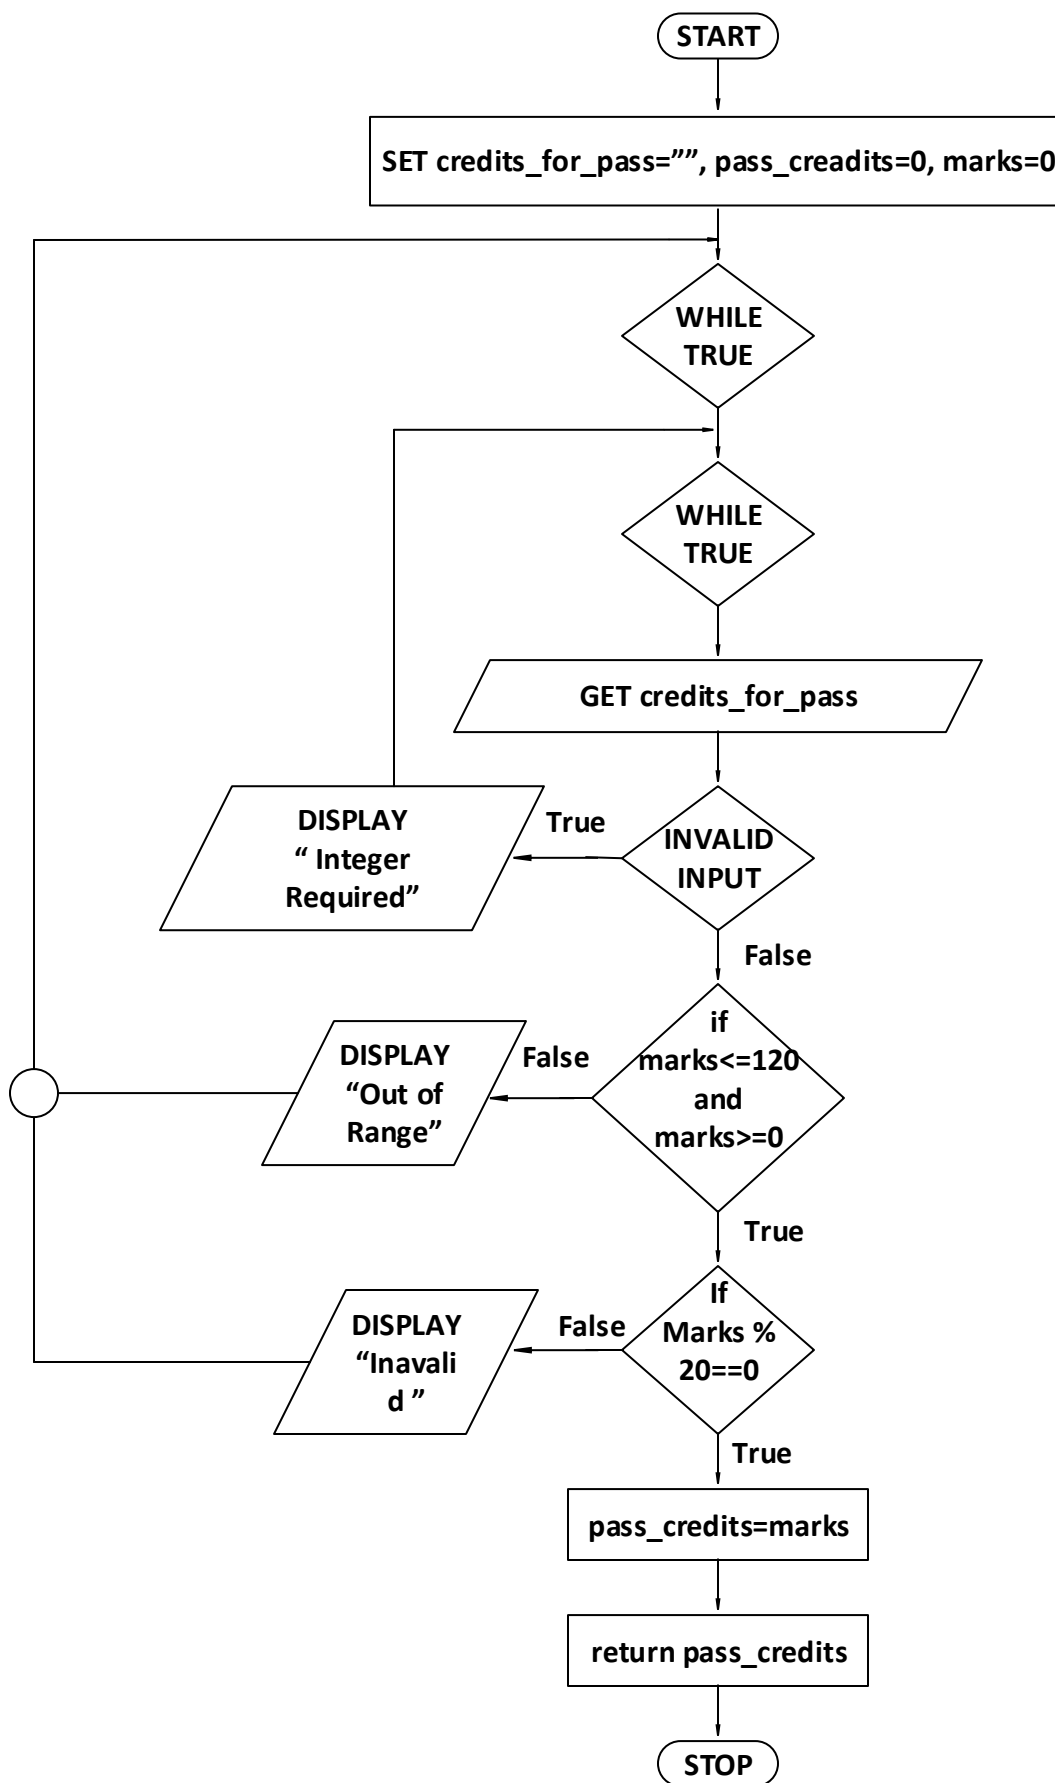 START
SET credits_for_pass=””, pass_creadits=0, marks=0
WHILE
TRUE
WHILE
TRUE
GET credits_for_pass
INVALID
INPUT
True
DISPLAY
“ Integer
Required”
False
if
marks<=120
and
marks>=0
False
DISPLAY
“Out of
Range”
True
If
Marks %
20==0
False
DISPLAY
“Inavali
d ”
True
pass_credits=marks
return pass_credits
STOP